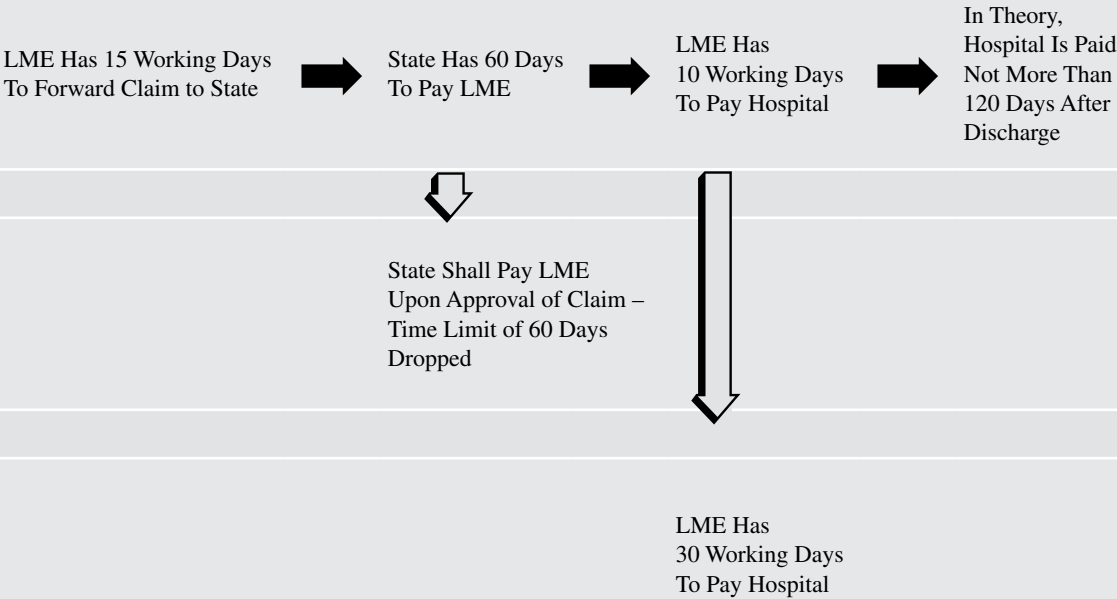 LME Has 15 Working Days
To Forward Claim to State
State Has 60 Days
To Pay LME
LME Has
10 Working Days
To Pay Hospital
In Theory,
Hospital Is Paid
Not More Than
120 Days After
Discharge
State Shall Pay LME
Upon Approval of Claim –
Time Limit of 60 Days
Dropped
LME Has
30 Working Days
To Pay Hospital